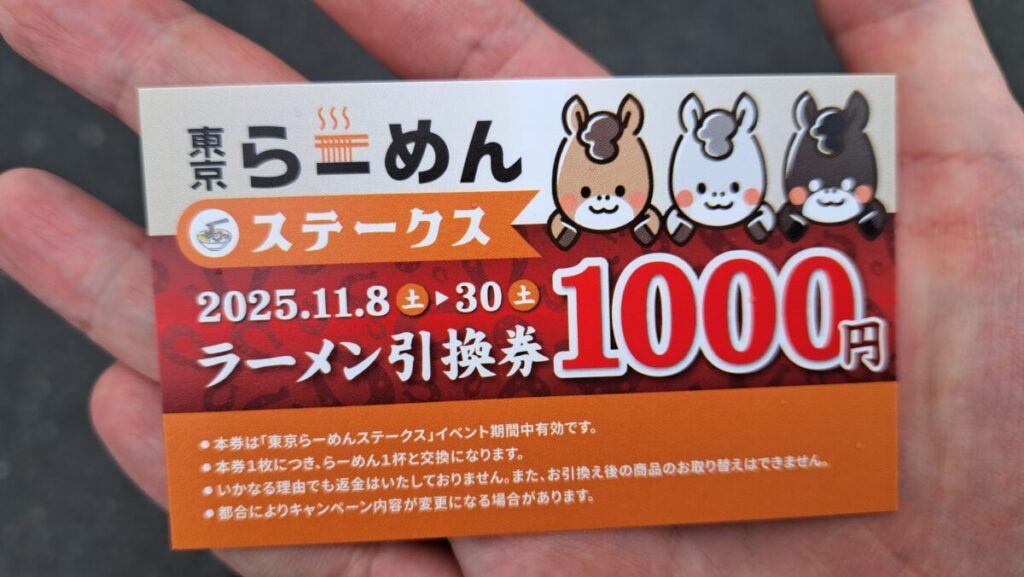 東京 らーめん
ステークス
2025.11.8 土 ▶ 30 土
ラーメン引換券 1000円
●本券は「東京らーめんステークス」イベント期間中有効です。
●本券1枚につき、らーめん1杯と交換になります。
●いかなる理由でも返金はいたしておりません。また、お引換え後の商品のお取り替えはできません。
●都合によりキャンペーン内容が変更になる場合があります。